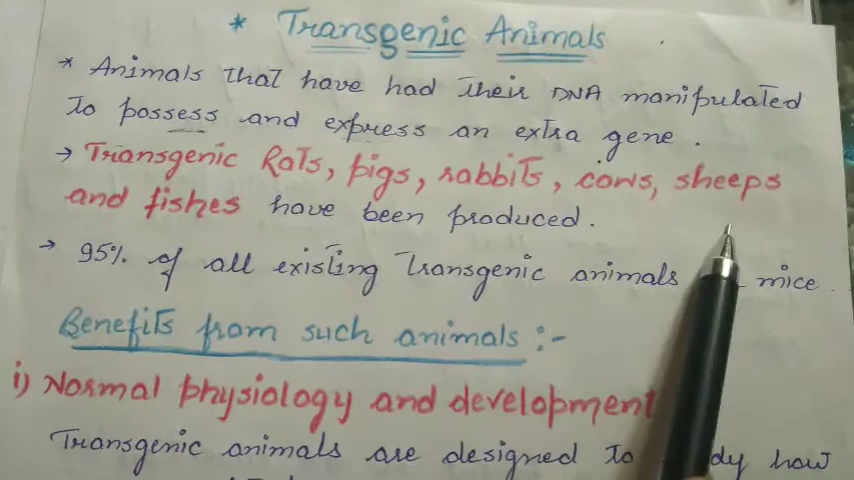 * Transgenic Animals
* Animals that have had their DNA manipulated
to possess and express an extra gene.
→ Transgenic Rats, pigs, rabbits, cows, sheeps
and fishes have been produced.
→ 95% of all existing Transgenic animals mice.
Benefits from such animals :-
i) Normal physiology and development
Transgenic animals are designed to how